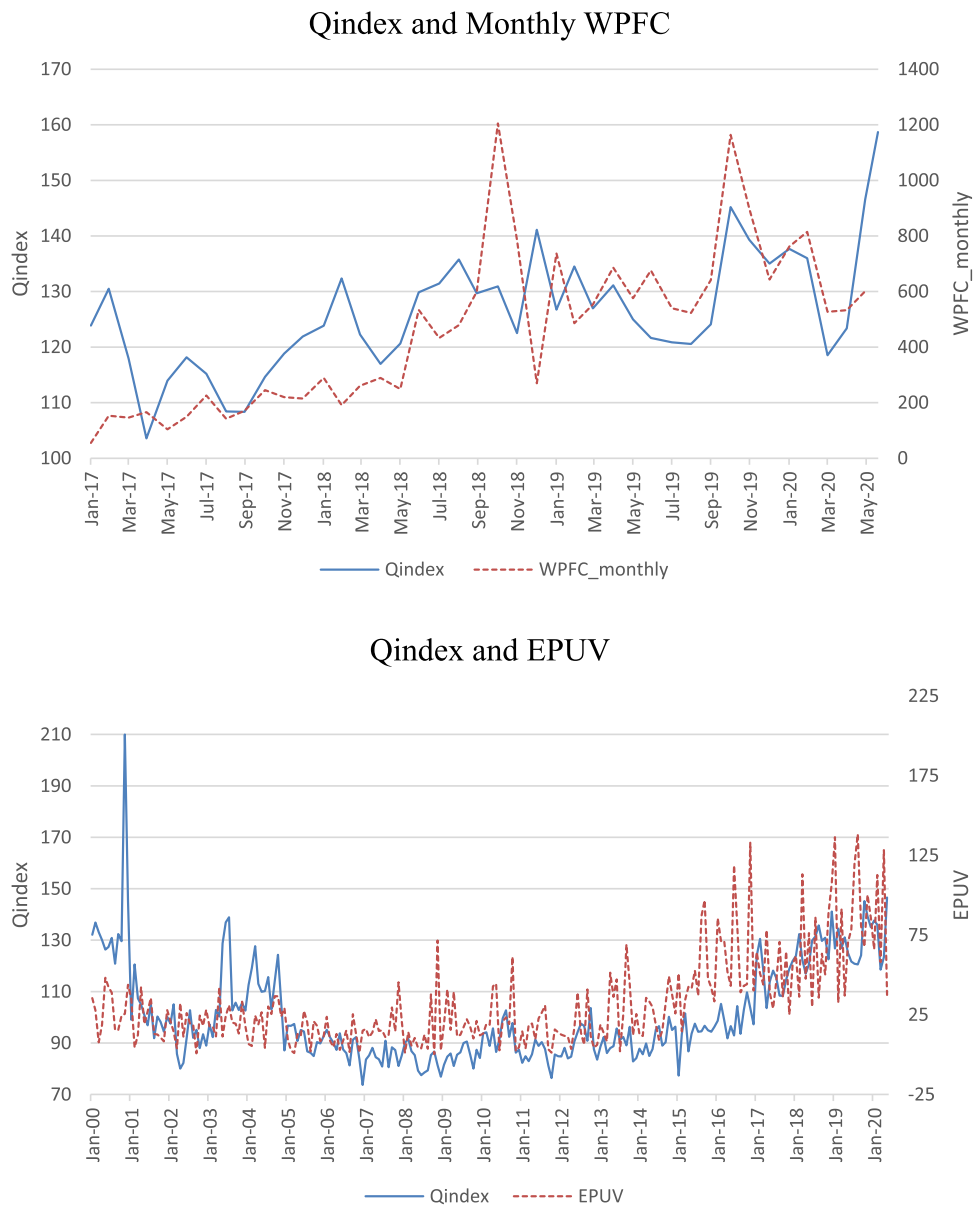 Qindex and Monthly WPFC
170
160
150
140
130
120
110
100
Qindex
1400
1200
1000
800
600
400
200
0
WPFC_monthly
Jan-17
Mar-17
May-17
Jul-17
Sep-17
Nov-17
Jan-18
Mar-18
May-18
Jul-18
Sep-18
Nov-18
Jan-19
Mar-19
May-19
Jul-19
Sep-19
Nov-19
Jan-20
Mar-20
May-20
Qindex WPFC_monthly
Qindex and EPUV
210
190
170
150
130
110
90
70
Qindex
225
175
125
75
25
-25
EPUV
Jan-00
Jan-01
Jan-02
Jan-03
Jan-04
Jan-05
Jan-06
Jan-07
Jan-08
Jan-09
Jan-10
Jan-11
Jan-12
Jan-13
Jan-14
Jan-15
Jan-16
Jan-17
Jan-18
Jan-19
Jan-20
Qindex EPUV